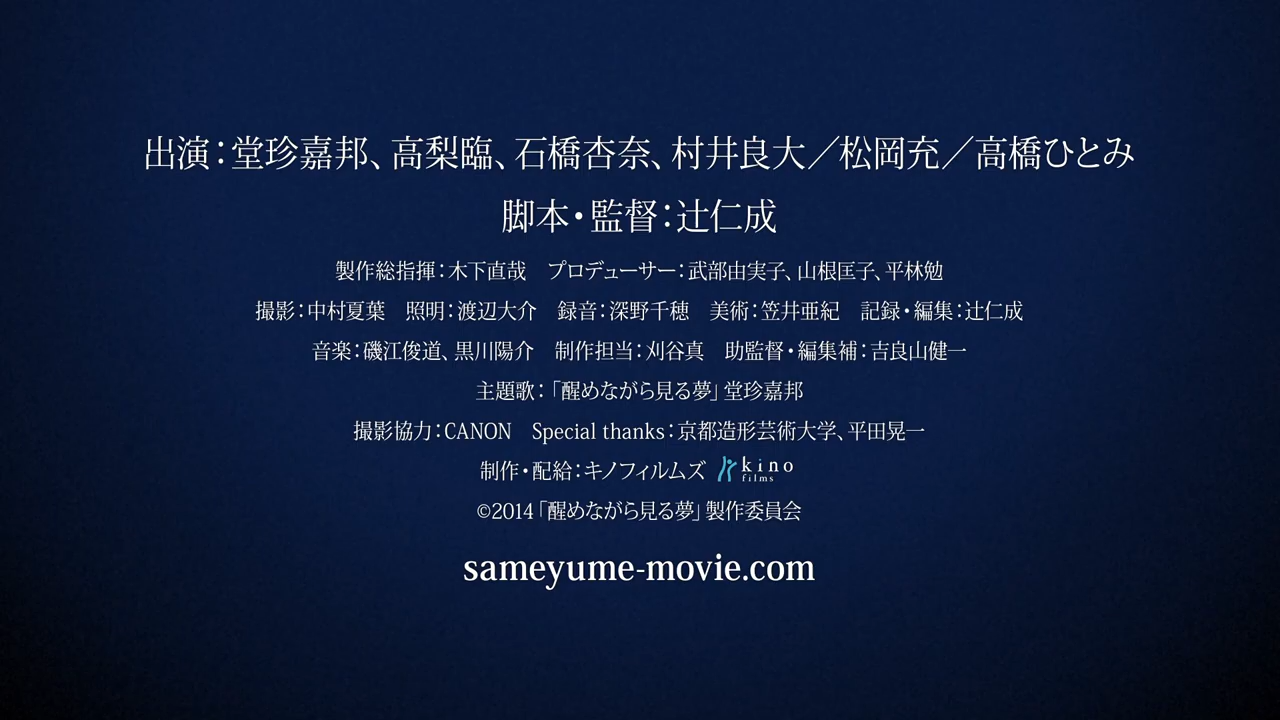 出演：堂珍嘉邦、高梨臨、石橋杏奈、村井良大／松岡充／高橋ひとみ
脚本・監督：辻仁成
製作総指揮：木下直哉　プロデューサー：武部由実子、山根匡子、平林勉
撮影：中村夏葉　照明：渡辺大介　録音：深野千穂　美術：笠井亜紀　記録・編集：辻仁成
音楽：磯江俊道、黒川陽介　制作担当：刈谷真　助監督・編集補：吉良山健一
主題歌：「醒めながら見る夢」堂珍嘉邦
撮影協力：CANON　Special thanks：京都造形芸術大学、平田晃一
制作・配給：キノフィルムズ kino films
©2014「醒めながら見る夢」製作委員会
sameyume-movie.com